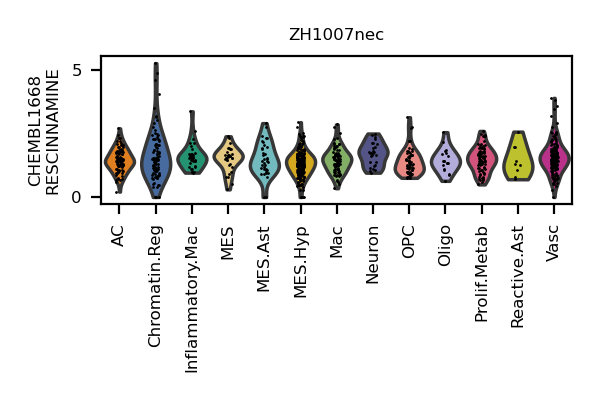 ZH1007nec
CHEMBL1668
RESCINNAMINE
5
0
AC
Chromatin.Reg
Inflammatory.Mac
MES
MES.Ast
MES.Hyp
Mac
Neuron
OPC
Oligo
Prolif.Metab
Reactive.Ast
Vasc